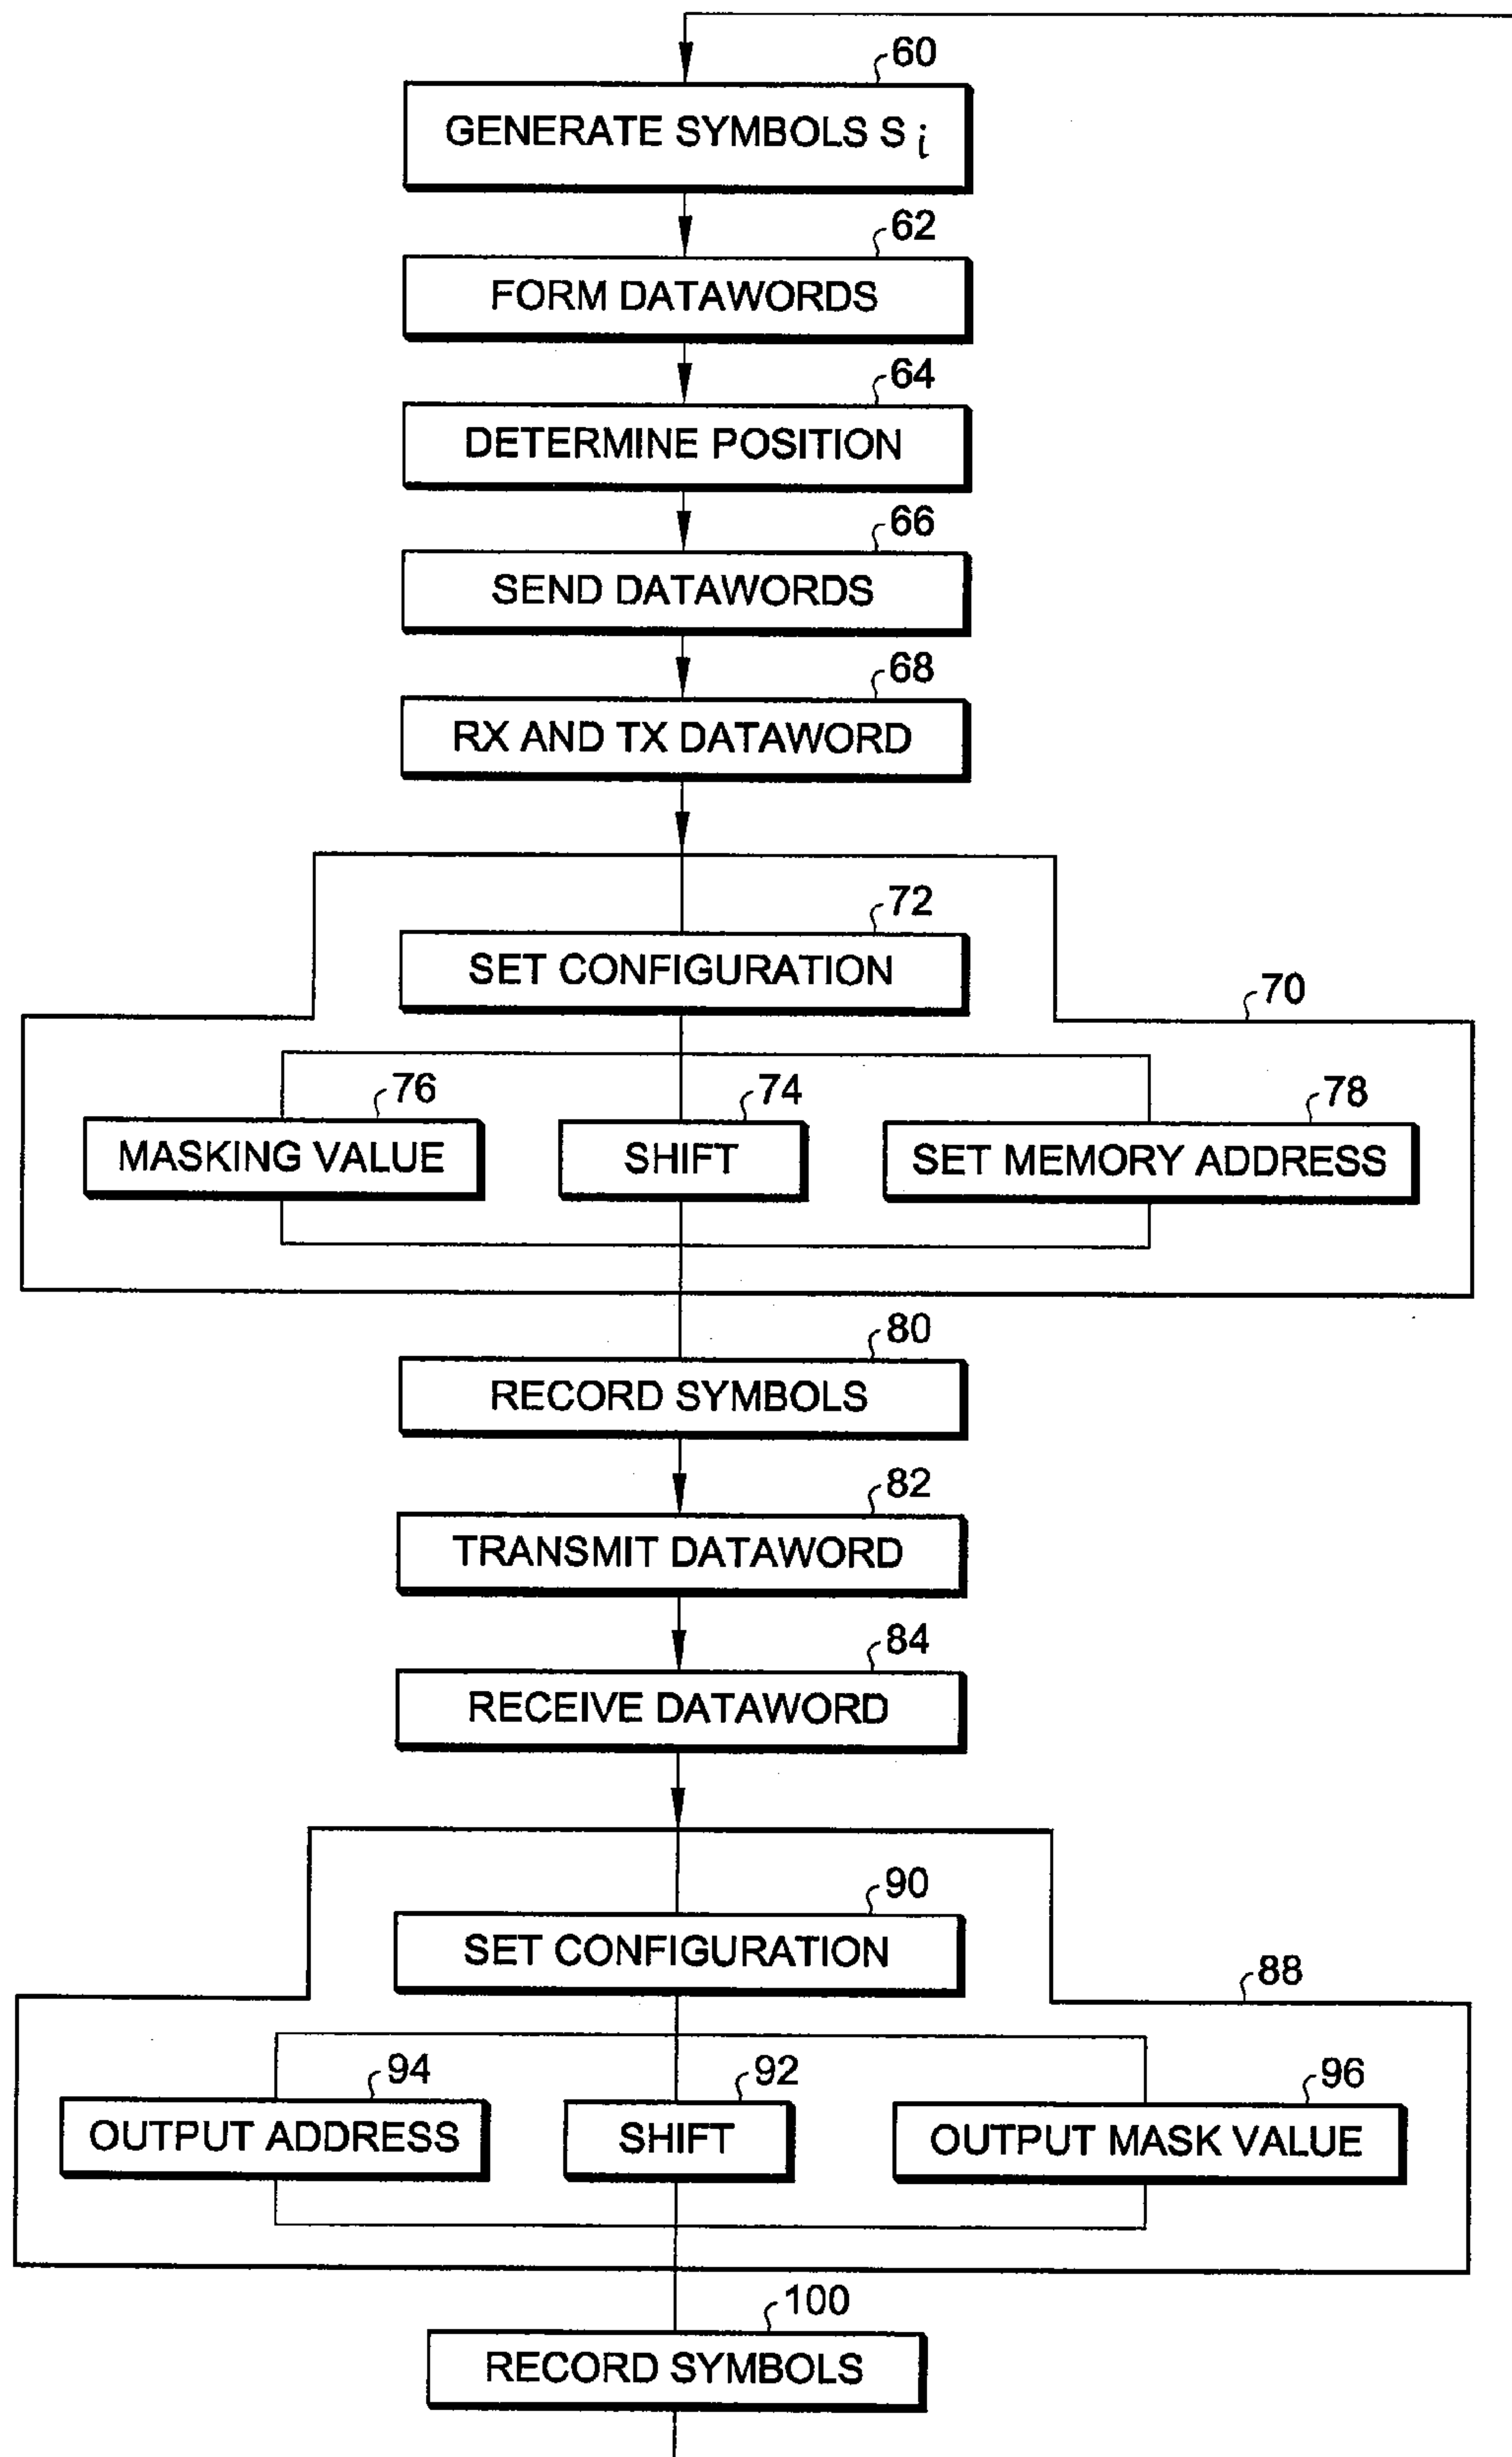 60
GENERATE SYMBOLS S i
62
FORM DATAWORDS
64
DETERMINE POSITION
66
SEND DATAWORDS
68
RX AND TX DATAWORD
72
SET CONFIGURATION
70
76
74
78
MASKING VALUE
SHIFT
SET MEMORY ADDRESS
80
RECORD SYMBOLS
82
TRANSMIT DATAWORD
84
RECEIVE DATAWORD
90
SET CONFIGURATION
88
94
92
96
OUTPUT ADDRESS
SHIFT
OUTPUT MASK VALUE
100
RECORD SYMBOLS